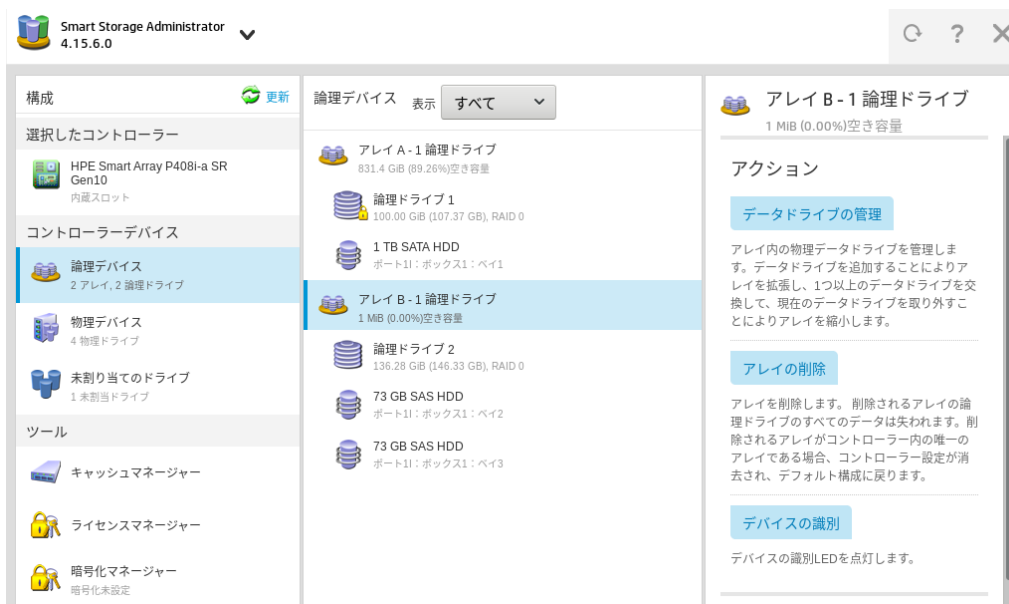 Smart Storage Administrator
4.15.6.0
?
構成
更新
選択したコントローラー
HPE Smart Array P408i-a SR
Gen10
内蔵スロット
コントローラーデバイス
論理デバイス
2 アレイ, 2 論理ドライブ
物理デバイス
4 物理ドライブ
未割り当てのドライブ
1 未割当ドライブ
ツール
キャッシュマネージャー
ライセンスマネージャー
暗号化マネージャー
暗号化未設定
論理デバイス 表示 すべて
アレイ A - 1 論理ドライブ
831.4 GiB (89.26%)空き容量
論理ドライブ 1
100.00 GiB (107.37 GB), RAID 0
1 TB SATA HDD
ポート1I：ボックス1：ベイ1
アレイ B - 1 論理ドライブ
1 MiB (0.00%)空き容量
論理ドライブ 2
136.28 GiB (146.33 GB), RAID 0
73 GB SAS HDD
ポート1I：ボックス1：ベイ2
73 GB SAS HDD
ポート1I：ボックス1：ベイ3
アレイ B - 1 論理ドライブ
1 MiB (0.00%)空き容量
アクション
データドライブの管理
アレイ内の物理データドライブを管理しま
す。データドライブを追加することによりア
レイを拡張し、1つ以上のデータドライブを交
換して、現在のデータドライブを取り外すこ
とによりアレイを縮小します。
アレイの削除
アレイを削除します。 削除されるアレイの論
理ドライブのすべてのデータは失われます。削
除されるアレイがコントローラー内の唯一の
アレイである場合、コントローラー設定が消
去され、デフォルト構成に戻ります。
デバイスの識別
デバイスの識別LEDを点灯します。